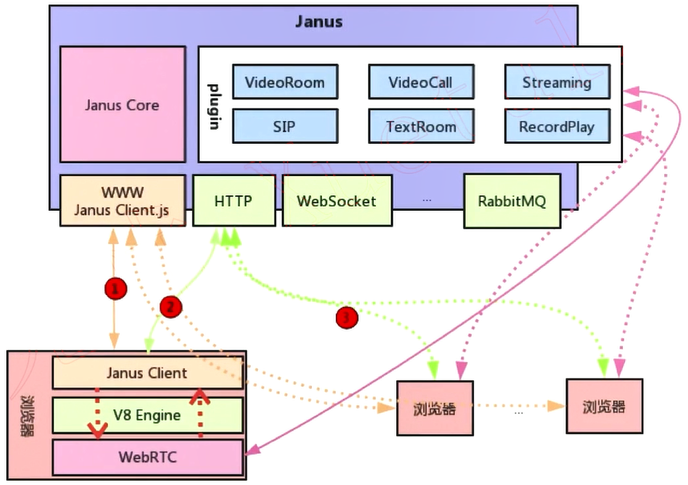 Janus
Janus Core
plugin
VideoRoom
VideoCall
Streaming
SIP
TextRoom
RecordPlay
WWW
Janus Client.js
HTTP
WebSocket
...
RabbitMQ
1
2
3
浏览器
Janus Client
V8 Engine
WebRTC
浏览器
...
浏览器